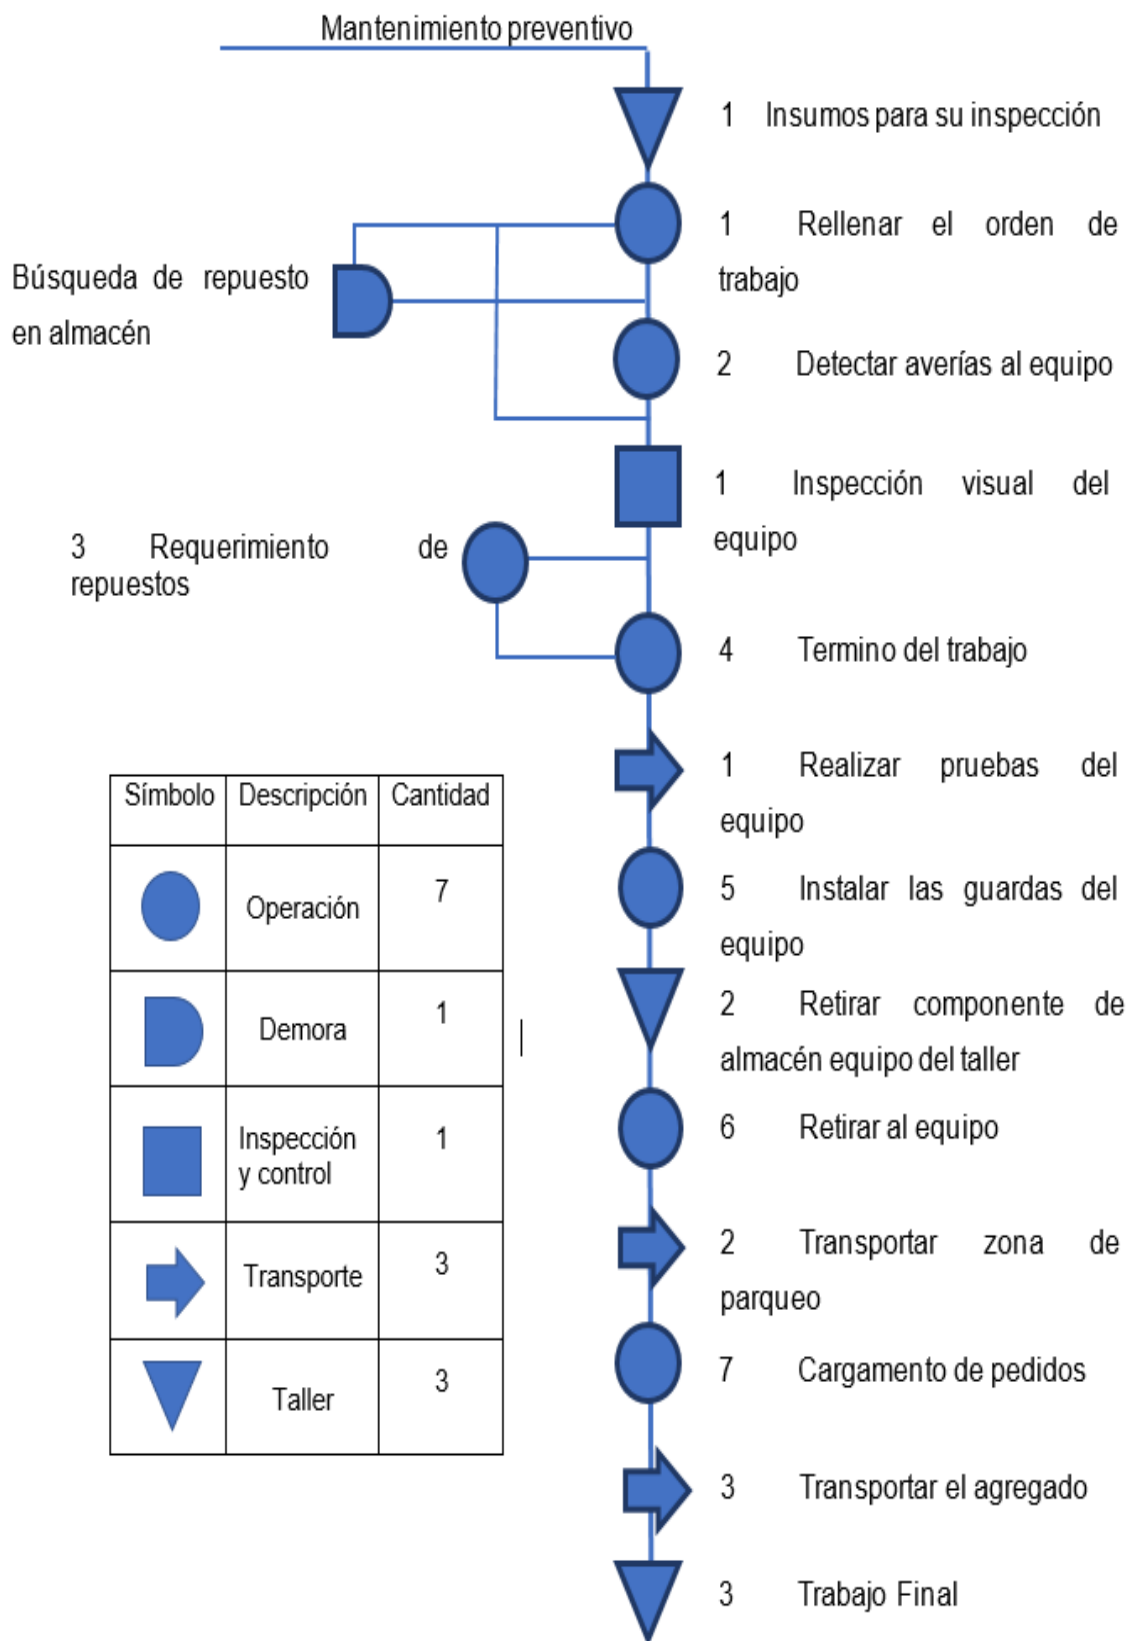 Mantenimiento preventivo
1 Insumos para su inspección
1 Rellenar el orden de
trabajo
Búsqueda de repuesto
en almacén
2 Detectar averías al equipo
1 Inspección visual del
equipo
3 Requerimiento de
repuestos
4 Termino del trabajo
1 Realizar pruebas del
equipo
5 Instalar las guardas del
equipo
2 Retirar componente de
almacén equipo del taller
6 Retirar al equipo
2 Transportar zona de
parqueo
7 Cargamento de pedidos
3 Transportar el agregado
3 Trabajo Final
Símbolo Descripción Cantidad
Operación 7
Demora 1
Inspección
y control 1
Transporte 3
Taller 3